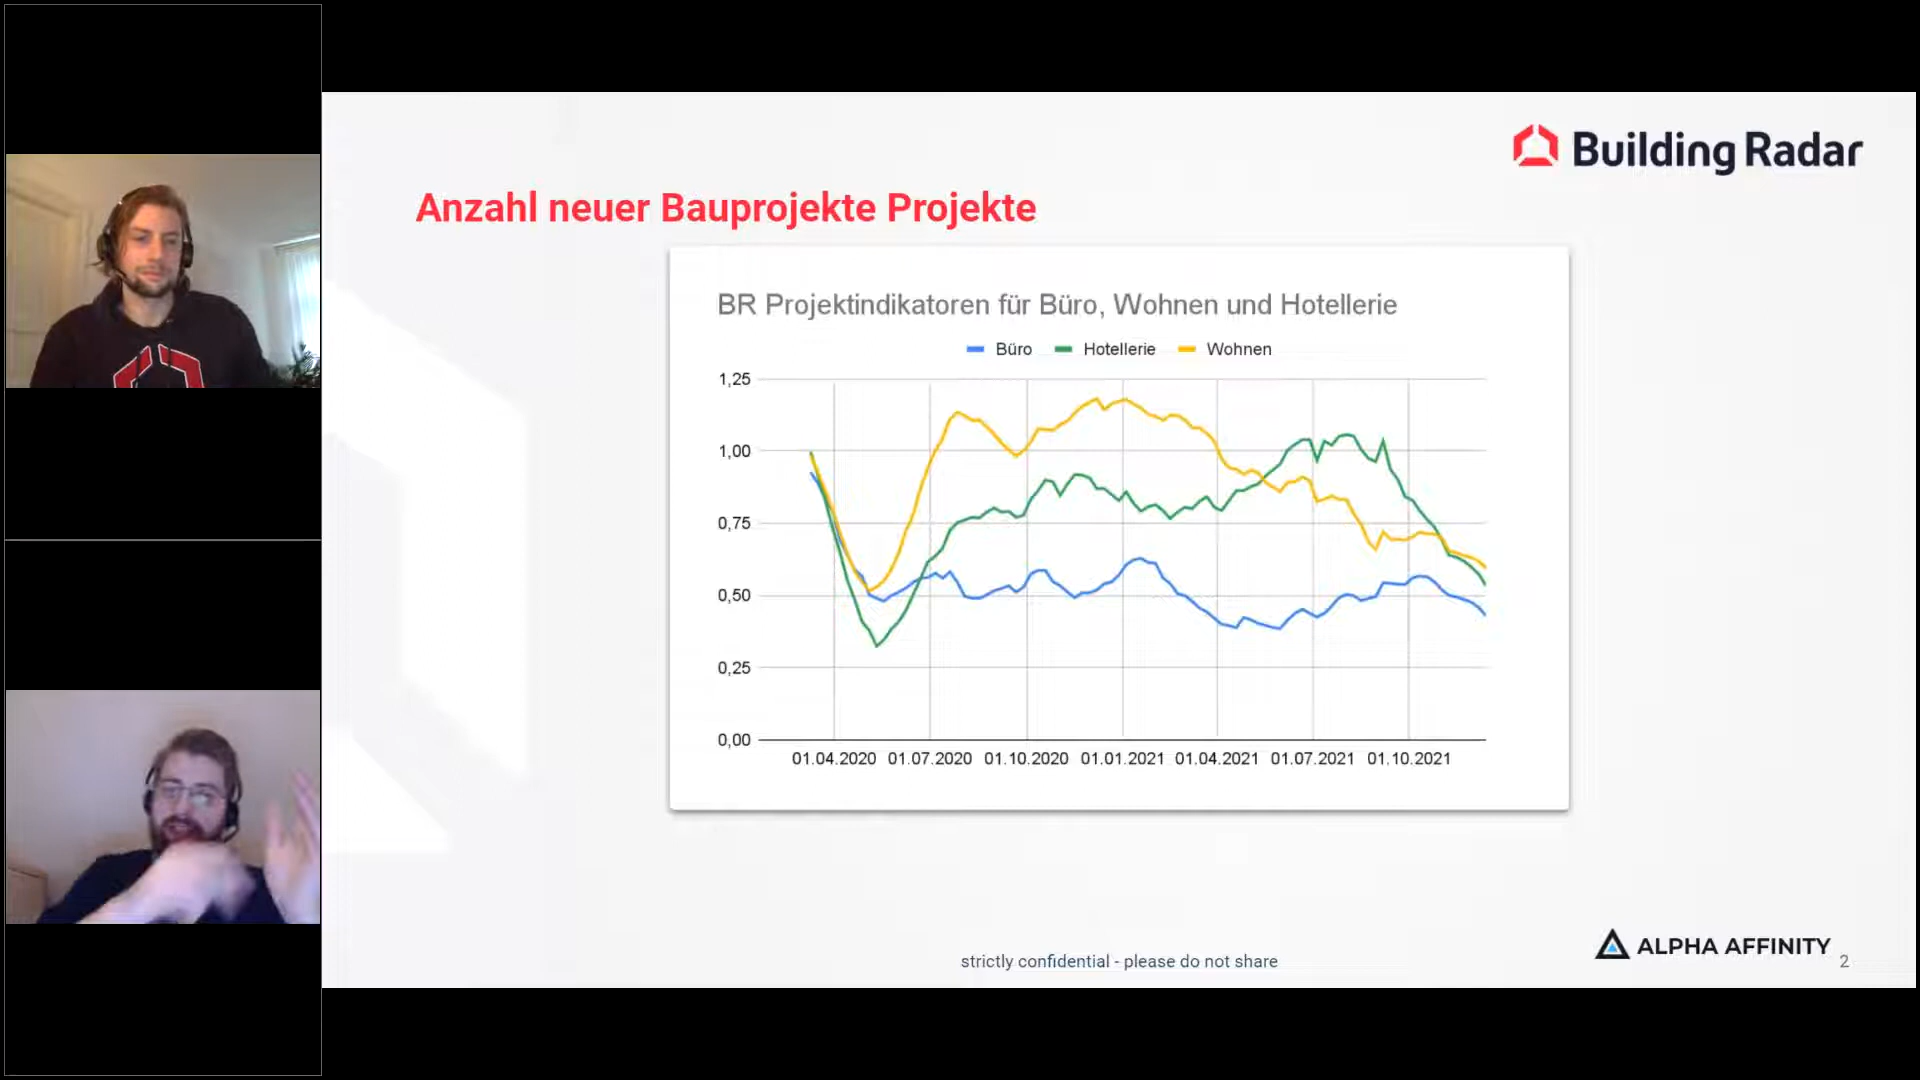 Building Radar
Anzahl neuer Bauprojekte Projekte
BR Projektindikatoren für Büro, Wohnen und Hotellerie
Büro Hotellerie Wohnen
1,25
1,00
0,75
0,50
0,25
0,00
01.04.2020 01.07.2020 01.10.2020 01.01.2021 01.04.2021 01.07.2021 01.10.2021
ALPHA AFFINITY
strictly confidential - please do not share
2